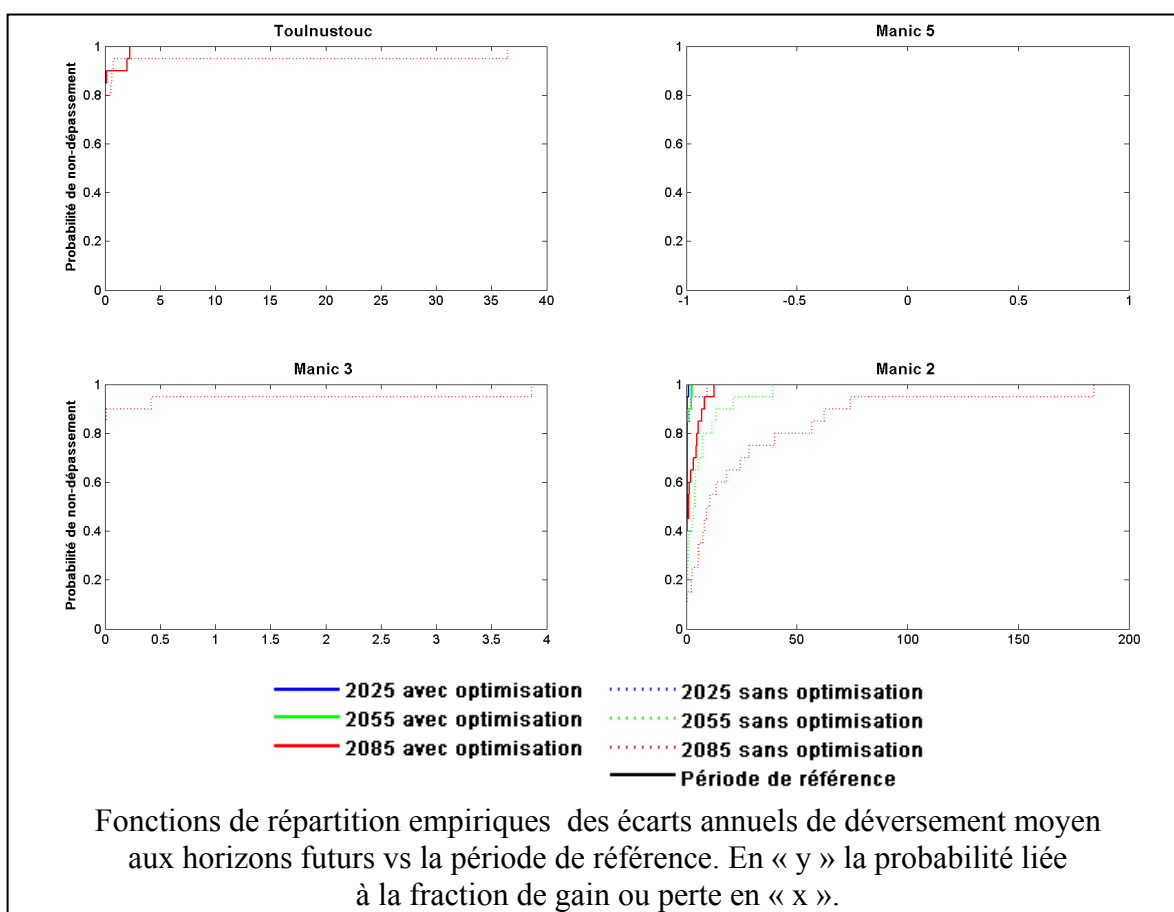 Toulnustouc
Probabilité de non-dépassement
1
0.8
0.6
0.4
0.2
0
0 5 10 15 20 25 30 35 40
Manic 5
1
0.8
0.6
0.4
0.2
0
-1 -0.5 0 0.5 1
Manic 3
Probabilité de non-dépassement
1
0.8
0.6
0.4
0.2
0
0 0.5 1 1.5 2 2.5 3 3.5 4
Manic 2
1
0.8
0.6
0.4
0.2
0
0 50 100 150 200
2025 avec optimisation
2055 avec optimisation
2085 avec optimisation
2025 sans optimisation
2055 sans optimisation
2085 sans optimisation
Période de référence
Fonctions de répartition empiriques des écarts annuels de déversement moyen
aux horizons futurs vs la période de référence. En « y » la probabilité liée
à la fraction de gain ou perte en « x ».